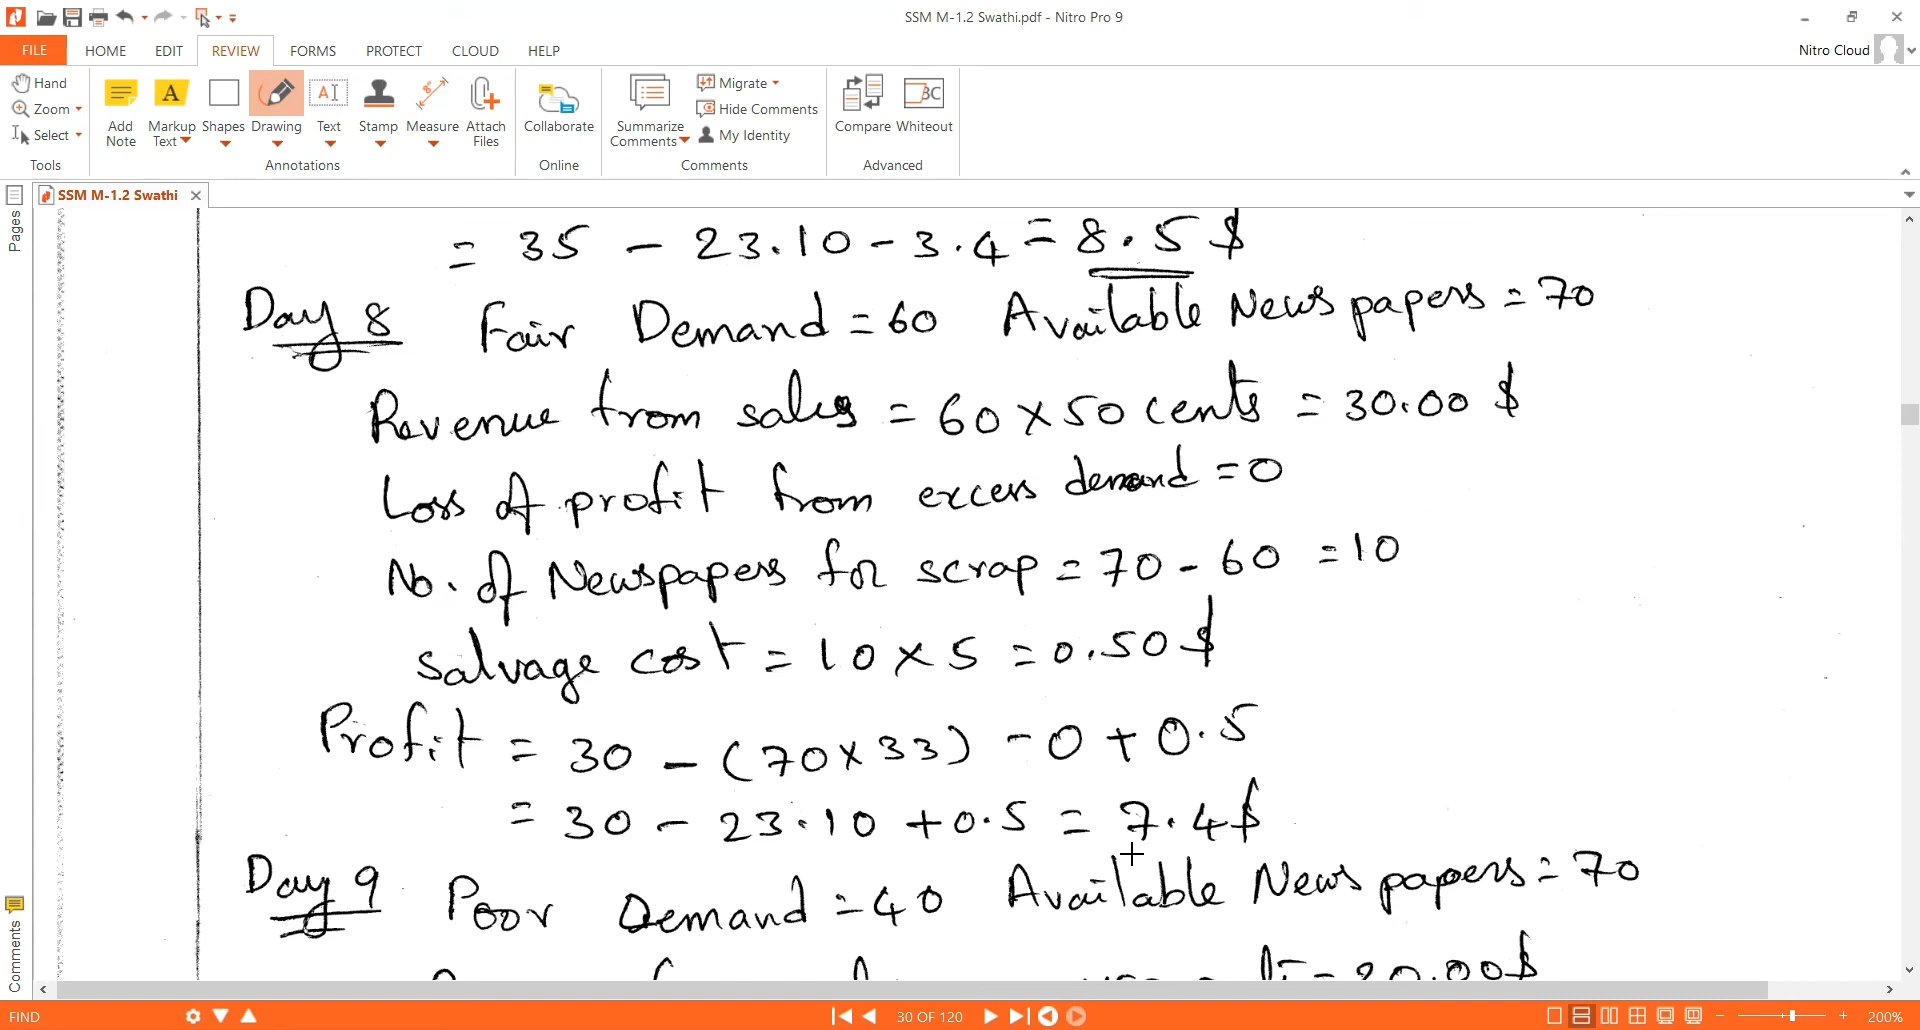 SSM M-1.2 Swathi.pdf - Nitro Pro 9
FILE HOME EDIT REVIEW FORMS PROTECT CLOUD HELP
Nitro Cloud
Hand
Zoom
Select
Tools
Add Note
Markup Text
Shapes
Drawing
Text
Stamp
Measure
Attach Files
Annotations
Collaborate
Online
Summarize Comments
Migrate
Hide Comments
My Identity
Comments
Compare
Whiteout
Advanced
SSM M-1.2 Swathi
Pages
= 35 - 23.10 - 3.4 = 8.5 $
Day 8 Fair Demand = 60 Available News papers = 70
Revenue from sales = 60 x 50 cents = 30.00 $
Loss of profit from excess demand = 0
No. of Newspapers for scrap = 70 - 60 = 10
Salvage cost = 10 x 5 = 0.50 $
Profit = 30 - (70 x 33) - 0 + 0.5
= 30 - 23.10 + 0.5 = 7.4 $
Day 9 Poor Demand = 40 Available News papers = 70
Comments
FIND
30 OF 120
200%